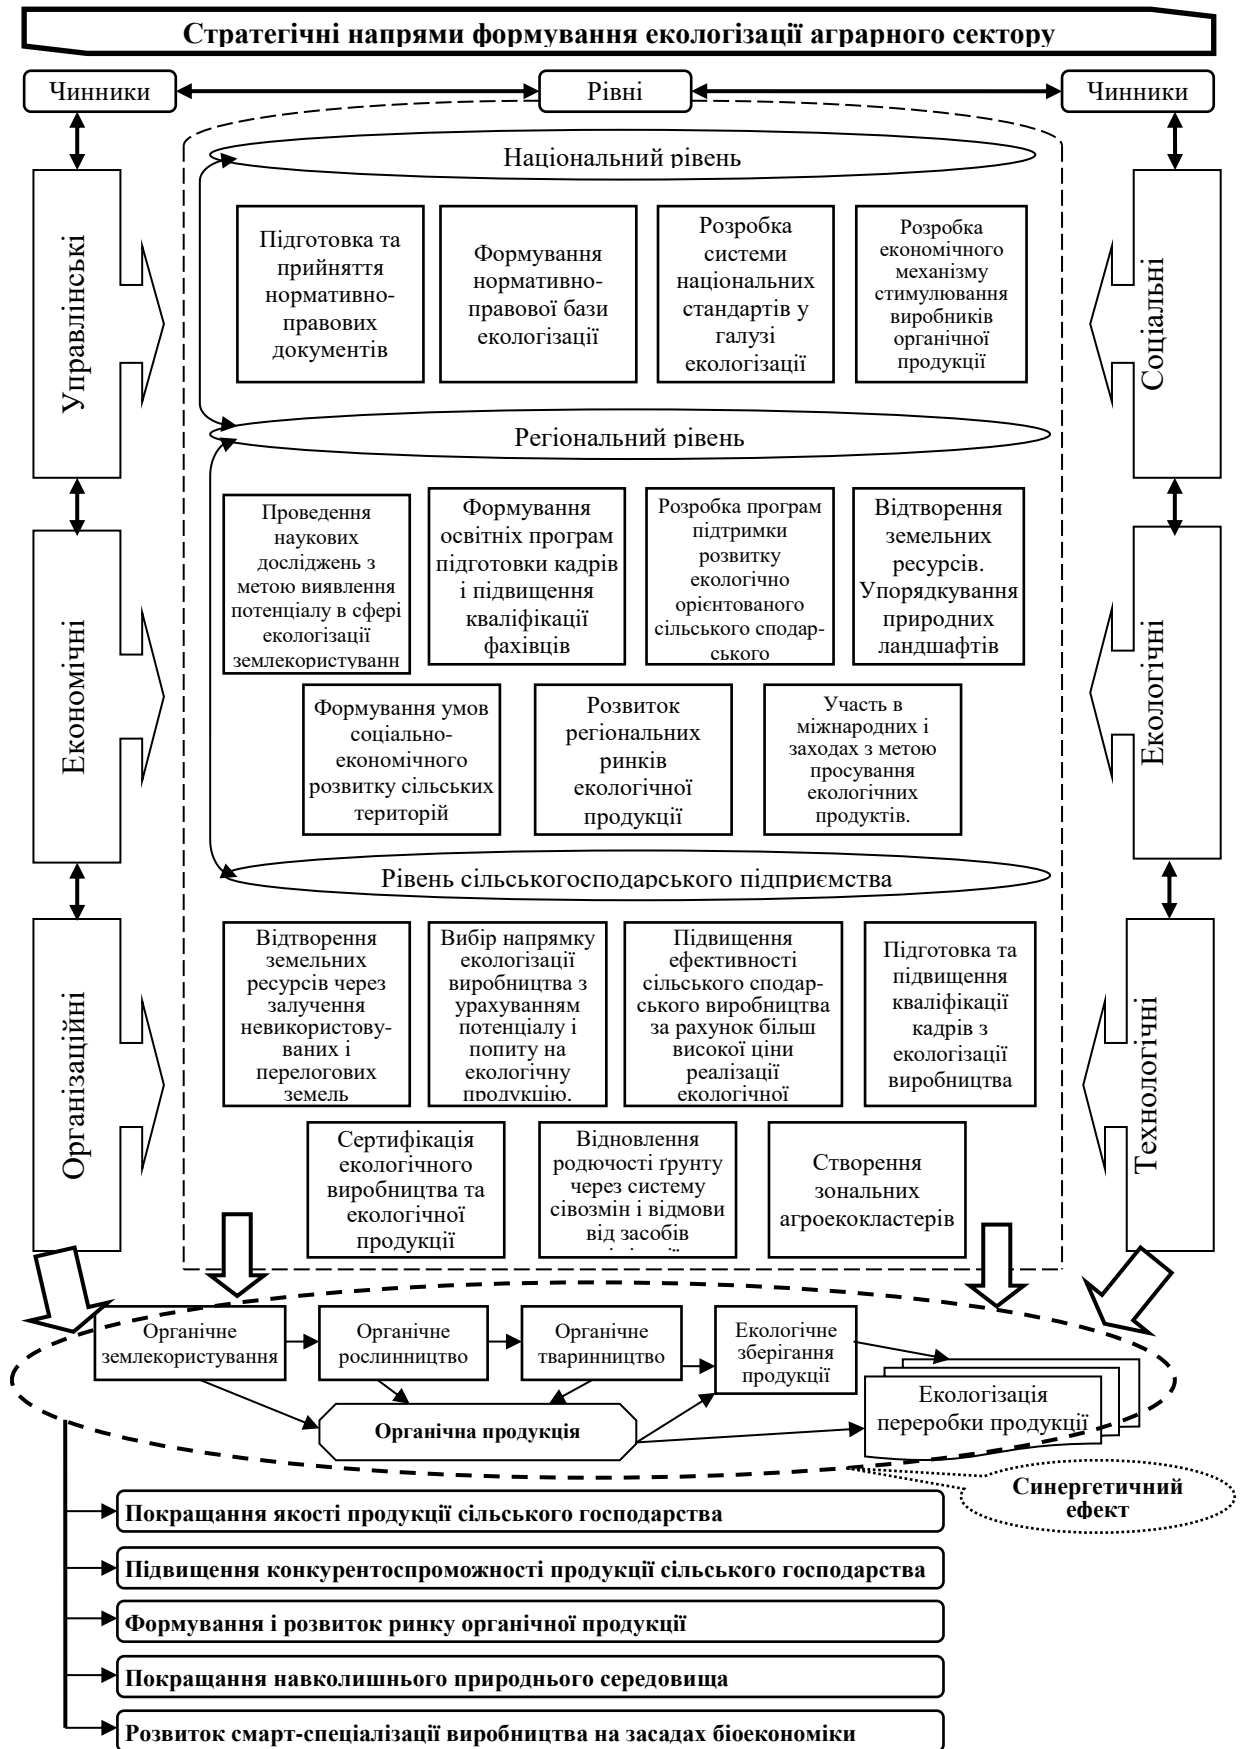 Стратегічні напрями формування екологізації аграрного сектору
Чинники
Рівні
Чинники
Національний рівень
Управлінські
Соціальні
Підготовка та
прийняття
нормативно-
правових
документів
Формування
нормативно-
правової бази
екологізації
Розробка
системи
національних
стандартів у
галузі
екологізації
Розробка
економічного
механізму
стимулювання
виробників
органічної
продукції
Регіональний рівень
Економічні
Екологічні
Проведення
наукових
досліджень з
метою виявлення
потенціалу в сфері
екологізації
землекористуванн
Формування
освітніх програм
підготовки кадрів
і підвищення
кваліфікації
фахівців
Розробка програм
підтримки
розвитку
екологічно
орієнтованого
сільського сподар-
ського
Відтворення
земельних
ресурсів.
Упорядкування
природних
ландшафтів
Формування умов
соціально-
економічного
розвитку сільських
територій
Розвиток
регіональних
ринків
екологічної
продукції
Участь в
міжнародних і
заходах з метою
просування
екологічних
продуктів.
Рівень сільськогосподарського підприємства
Організаційні
Технологічні
Відтворення
земельних
ресурсів через
залучення
невикористову-
ваних і
перелогових
земель
Вибір напрямку
екологізації
виробництва з
урахуванням
потенціалу і
попиту на
екологічну
продукцію.
Підвищення
ефективності
сільського сподар-
ського виробництва
за рахунок більш
високої ціни
реалізації
екологічної
Підготовка та
підвищення
кваліфікації
кадрів з
екологізації
виробництва
Сертифікація
екологічного
виробництва та
екологічної
продукції
Відновлення
родючості ґрунту
через систему
сівозмін і відмови
від засобів
Створення
зональних
агроекокластерів
Органічне
землекористування
Органічне
рослинництво
Органічне
тваринництво
Екологічне
зберігання
продукції
Екологізація
переробки продукції
Органічна продукція
Синергетичний
ефект
Покращання якості продукції сільського господарства
Підвищення конкурентоспроможності продукції сільського господарства
Формування і розвиток ринку органічної продукції
Покращання навколишнього природнього середовища
Розвиток смарт-спеціалізації виробництва на засадах біоекономіки